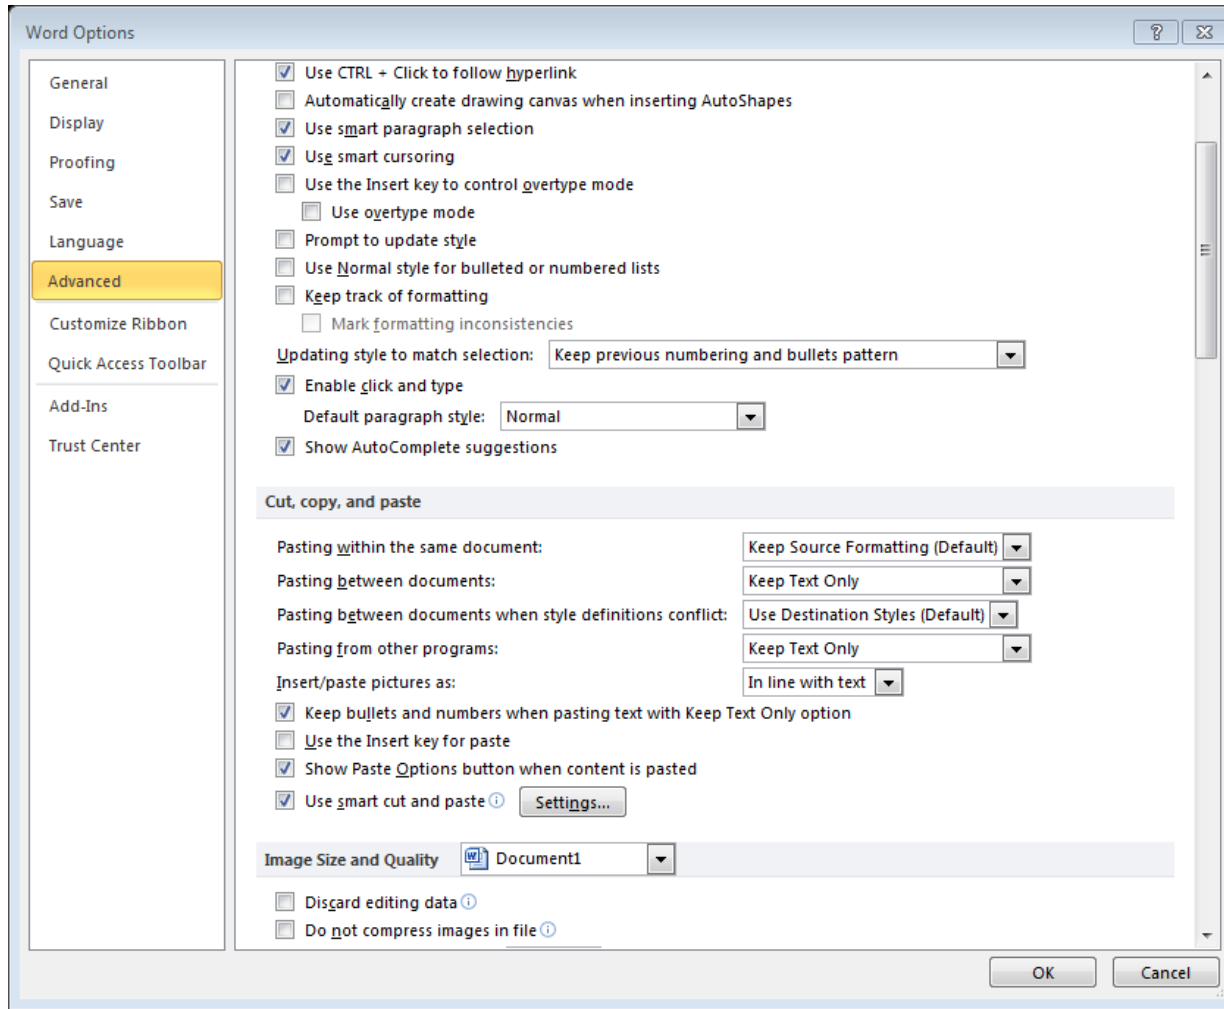 Word Options
General
Display
Proofing
Save
Language
Advanced
Customize Ribbon
Quick Access Toolbar
Add-Ins
Trust Center
Use CTRL + Click to follow hyperlink
Automatically create drawing canvas when inserting AutoShapes
Use smart paragraph selection
Use smart cursoring
Use the Insert key to control overtype mode
Use overtype mode
Prompt to update style
Use Normal style for bulleted or numbered lists
Keep track of formatting
Mark formatting inconsistencies
Updating style to match selection: Keep previous numbering and bullets pattern
Enable click and type
Default paragraph style: Normal
Show AutoComplete suggestions
Cut, copy, and paste
Pasting within the same document: Keep Source Formatting (Default)
Pasting between documents: Keep Text Only
Pasting between documents when style definitions conflict: Use Destination Styles (Default)
Pasting from other programs: Keep Text Only
Insert/paste pictures as: In line with text
Keep bullets and numbers when pasting text with Keep Text Only option
Use the Insert key for paste
Show Paste Options button when content is pasted
Use smart cut and paste Settings...
Image Size and Quality Document1
Discard editing data
Do not compress images in file
OK Cancel